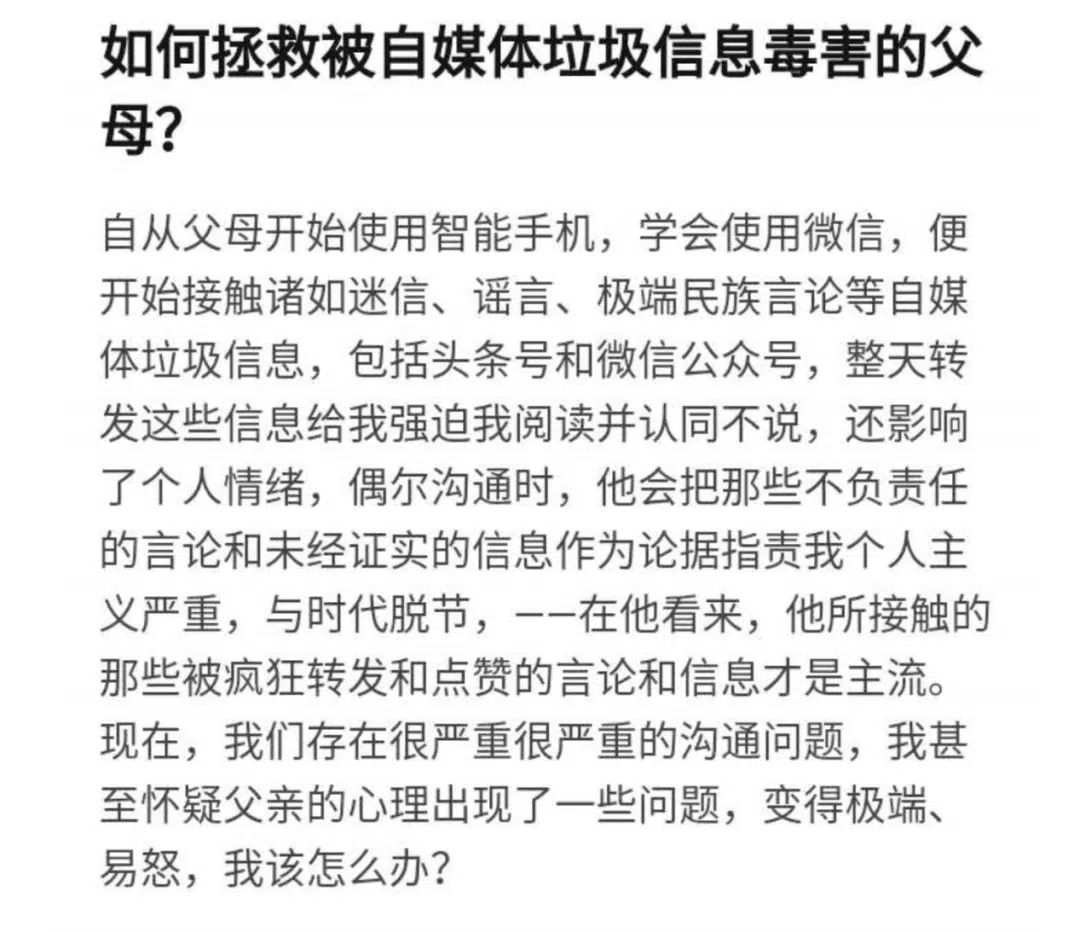 如何拯救被自媒体垃圾信息毒害的父
母？
自从父母开始使用智能手机，学会使用微信，便
开始接触诸如迷信、谣言、极端民族言论等自媒
体垃圾信息，包括头条号和微信公众号，整天转
发这些信息给我强迫我阅读并认同不说，还影响
了个人情绪，偶尔沟通时，他会把那些不负责任
的言论和未经证实的信息作为论据指责我个人主
义严重，与时代脱节，——在他看来，他所接触的
那些被疯狂转发和点赞的言论和信息才是主流。
现在，我们存在很严重很严重的沟通问题，我甚
至怀疑父亲的心理出现了一些问题，变得极端、
易怒，我该怎么办？